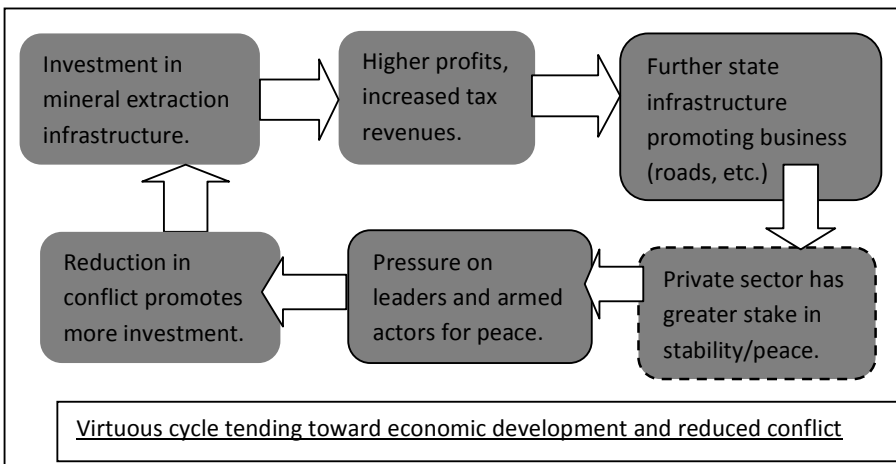 Investment in
mineral extraction
infrastructure.
Higher profits,
increased tax
revenues.
Further state
infrastructure
promoting business
(roads, etc.)
Private sector has
greater stake in
stability/peace.
Pressure on
leaders and armed
actors for peace.
Reduction in
conflict promotes
more investment.
Virtuous cycle tending toward economic development and reduced conflict